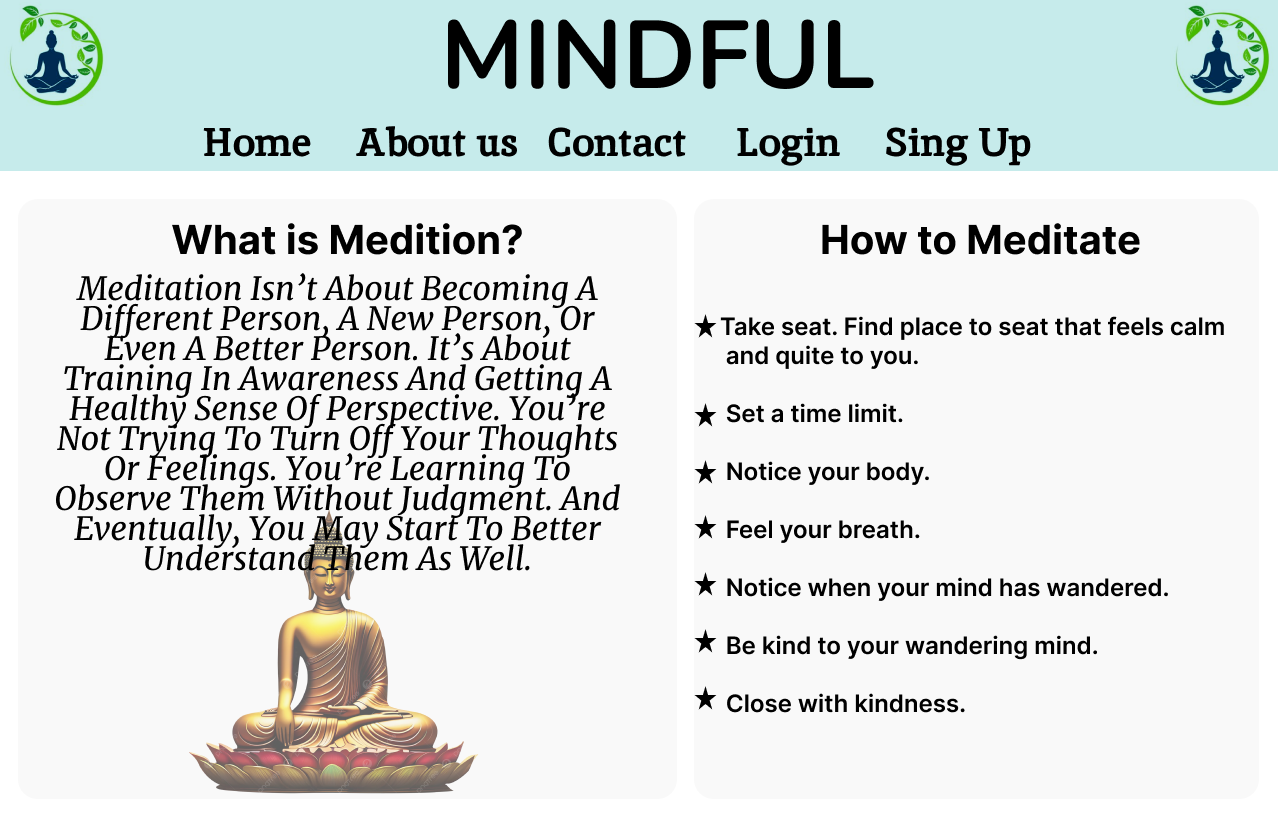 MINDFUL
Home About us Contact Login Sing Up
What is Medition?
Meditation Isn’t About Becoming A
Different Person, A New Person, Or
Even A Better Person. It’s About
Training In Awareness And Getting A
Healthy Sense Of Perspective. You’re
Not Trying To Turn Off Your Thoughts
Or Feelings. You’re Learning To
Observe Them Without Judgment. And
Eventually, You May Start To Better
Understand Them As Well.
How to Meditate
★ Take seat. Find place to seat that feels calm
and quite to you.
★ Set a time limit.
★ Notice your body.
★ Feel your breath.
★ Notice when your mind has wandered.
★ Be kind to your wandering mind.
★ Close with kindness.